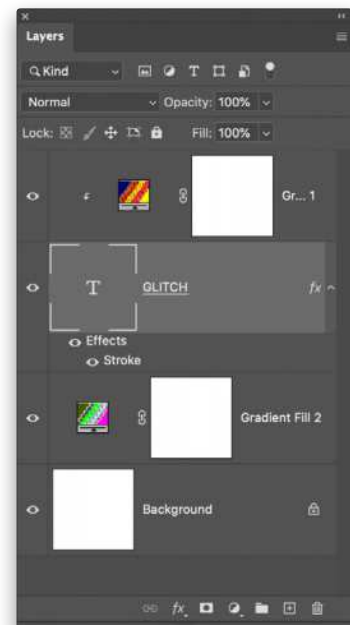 Layers
Kind
Normal Opacity: 100%
Lock: Fill: 100%
Gr... 1
T GLITCH fx
Effects
Stroke
Gradient Fill 2
Background
fx